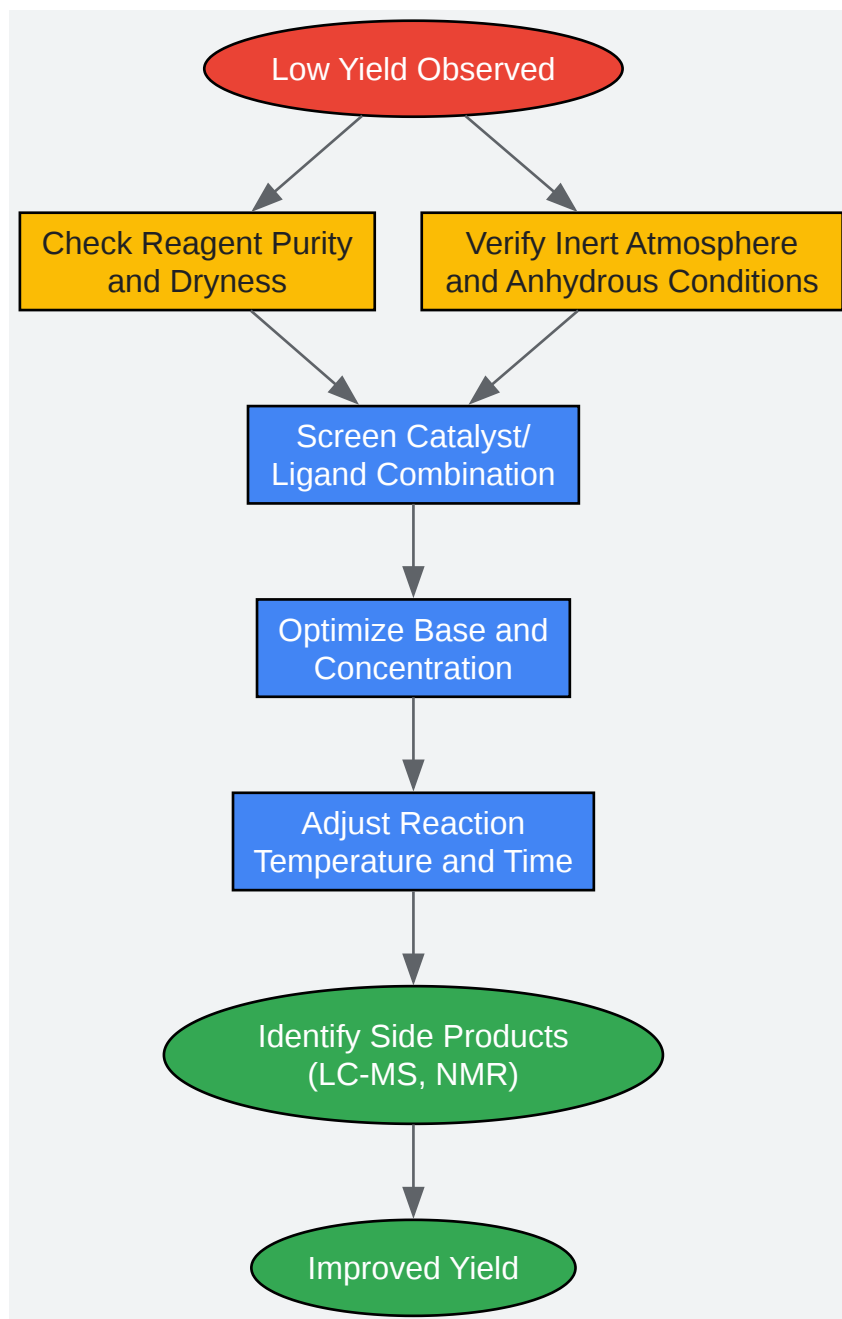 Low Yield Observed
Check Reagent Purity
and Dryness
Verify Inert Atmosphere
and Anhydrous Conditions
Screen Catalyst/
Ligand Combination
Optimize Base and
Concentration
Adjust Reaction
Temperature and Time
Identify Side Products
(LC-MS, NMR)
Improved Yield